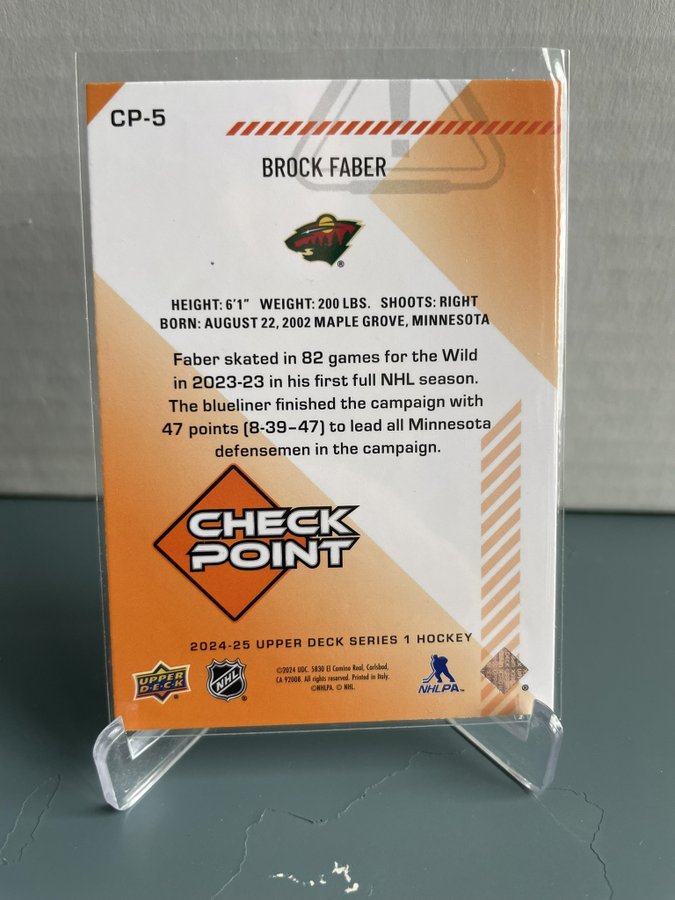 CP-5
BROCK FABER
®
HEIGHT: 6'1" WEIGHT: 200 LBS. SHOOTS: RIGHT
BORN: AUGUST 22, 2002 MAPLE GROVE, MINNESOTA
Faber skated in 82 games for the Wild
in 2023-23 in his first full NHL season.
The blueliner finished the campaign with
47 points (8-39–47) to lead all Minnesota
defensemen in the campaign.
CHECK
POINT
2024-25 UPPER DECK SERIES 1 HOCKEY
©2024 UDC. 5830 El Camino Real, Carlsbad,
CA 92008. All rights reserved. Printed in Italy.
©NHLPA. © NHL.
UPPER
D·E·C·K
®
NHL
®
NHLPA™
®